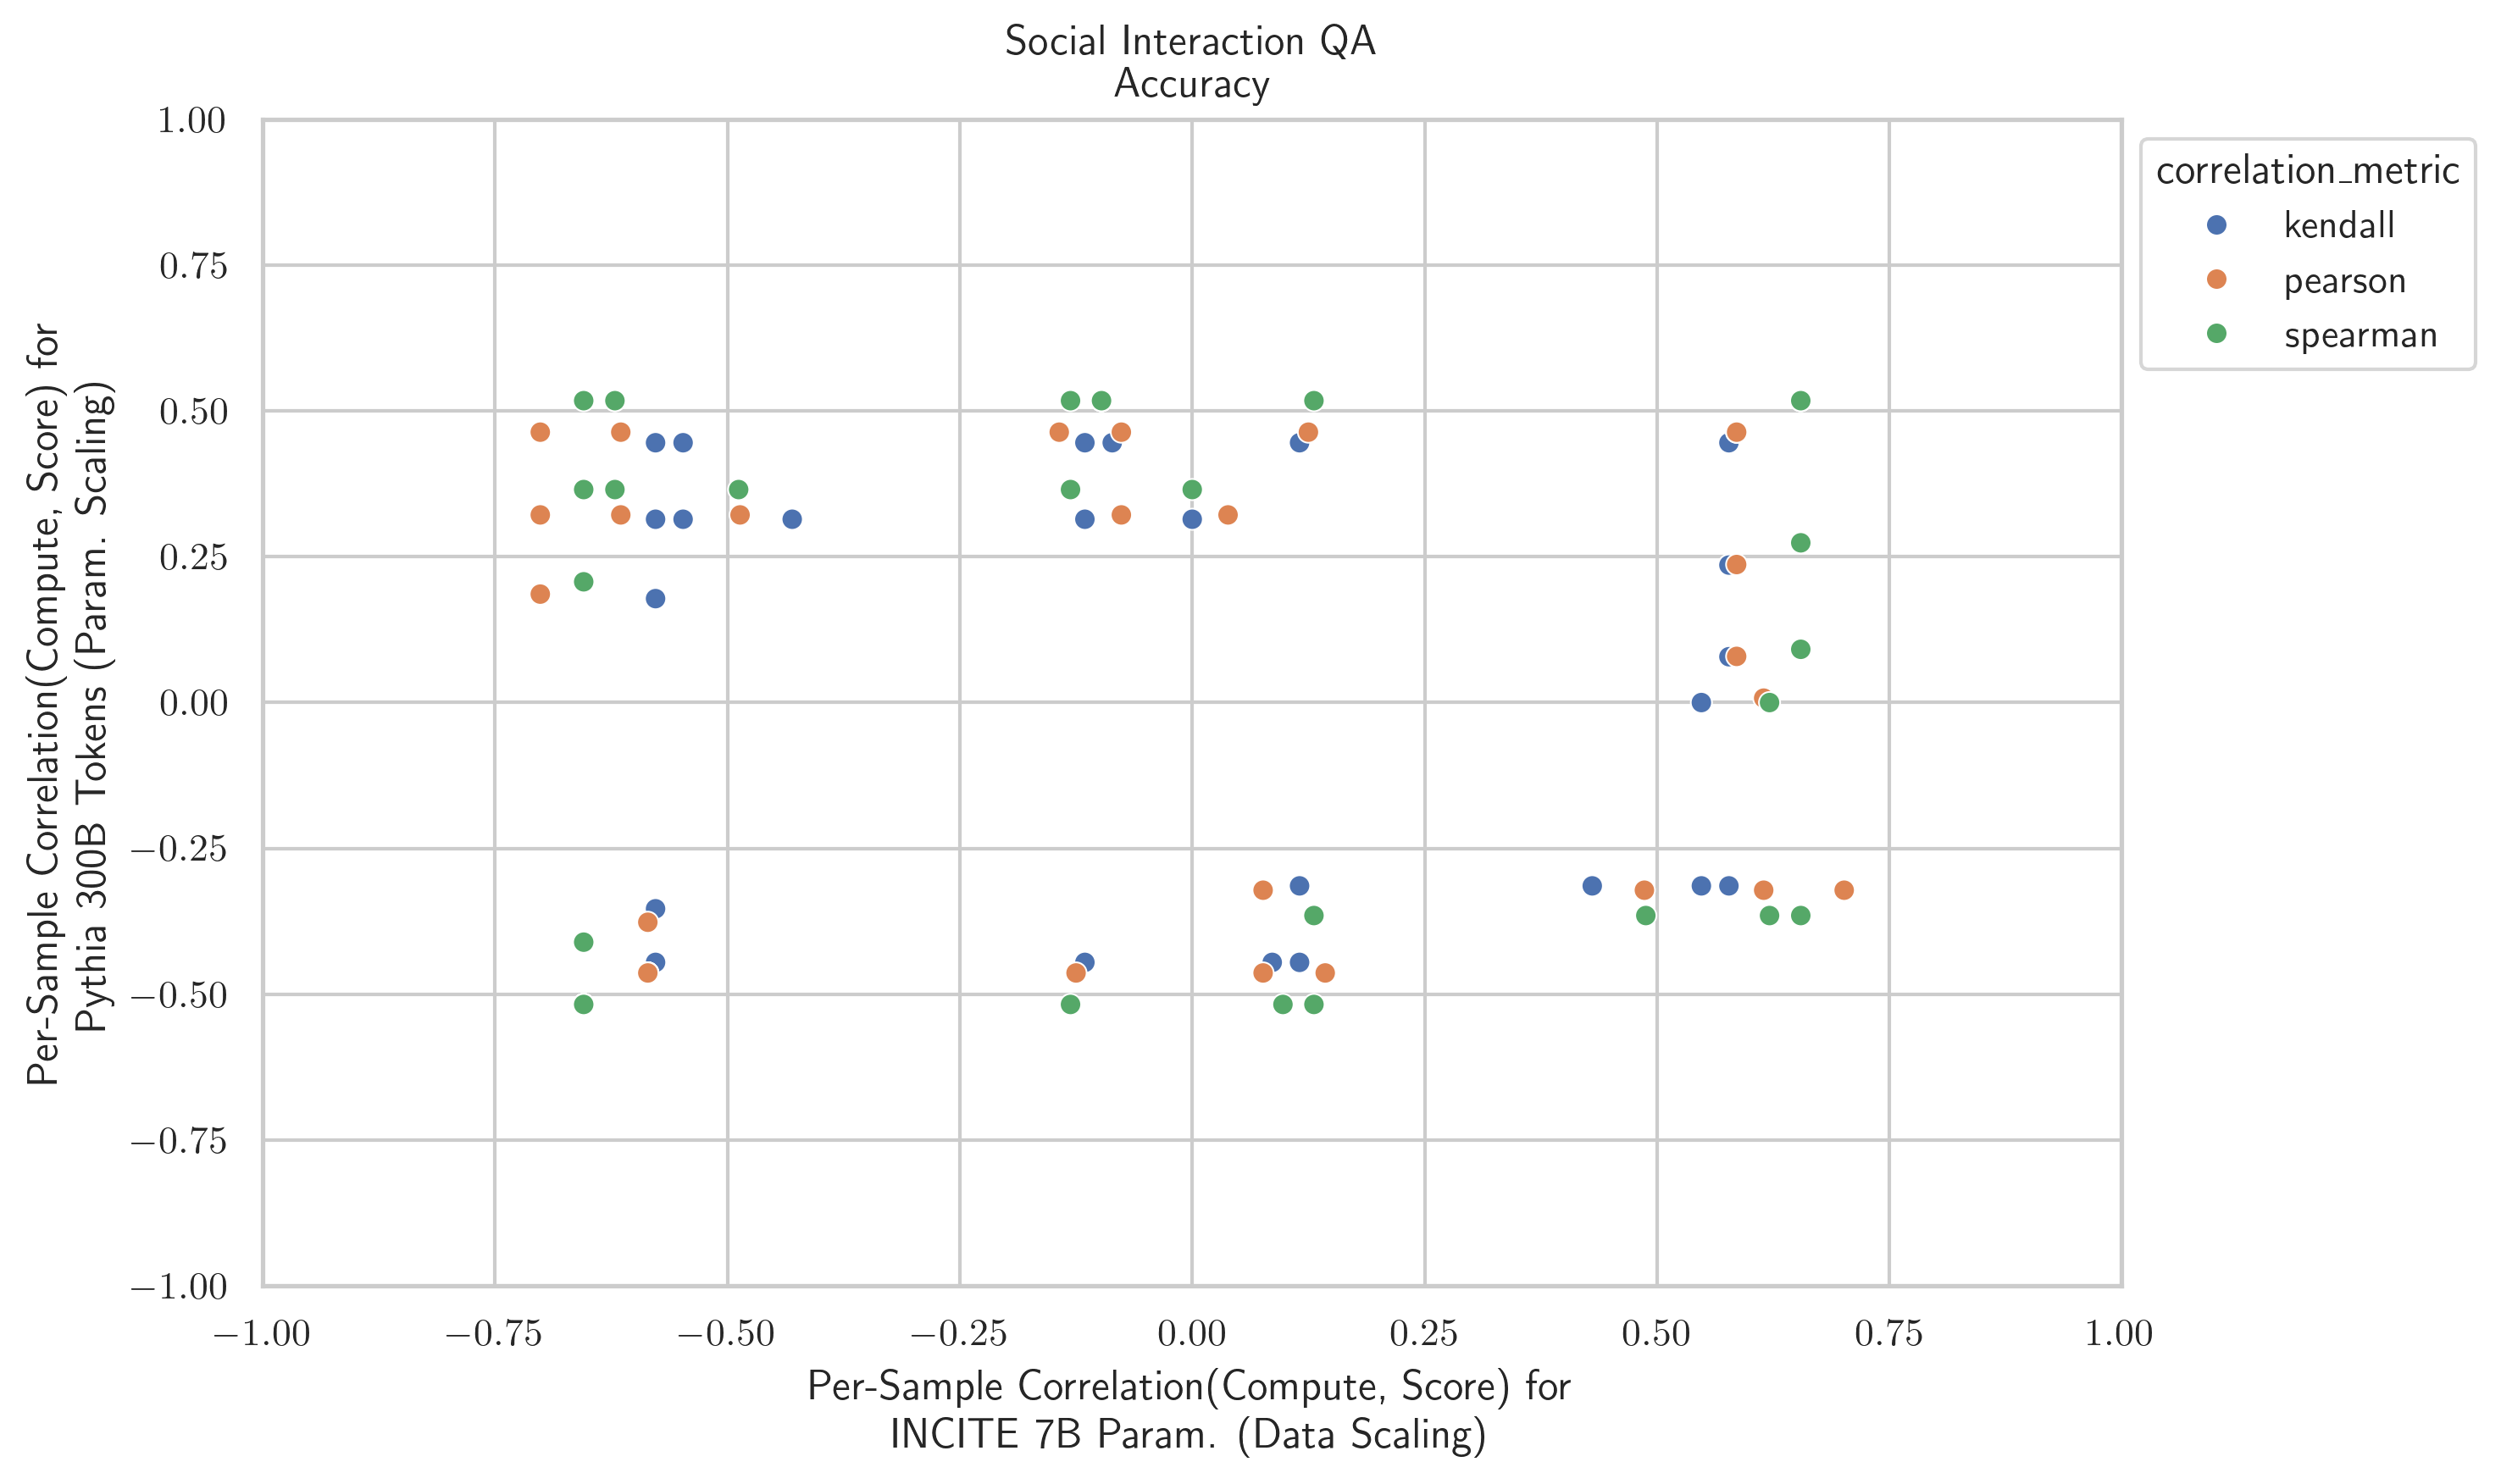 Social Interaction QA
Accuracy
1.00
0.75
0.50
0.25
0.00
−0.25
−0.50
−0.75
−1.00
Per-Sample Correlation(Compute, Score) for
Pythia 300B Tokens (Param. Scaling)
correlation_metric
kendall
pearson
spearman
−1.00 −0.75 −0.50 −0.25 0.00 0.25 0.50 0.75 1.00
Per-Sample Correlation(Compute, Score) for
INCITE 7B Param. (Data Scaling)